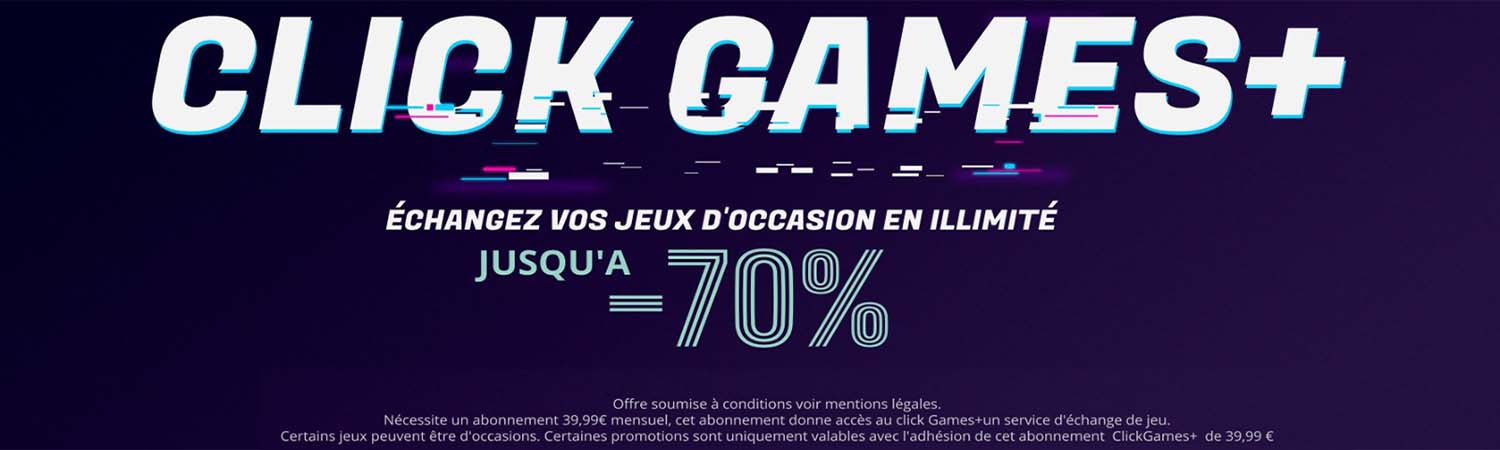 CLICK GAMES+
ÉCHANGEZ VOS JEUX D'OCCASION EN ILLIMITÉ
JUSQU'A
-70%
Offre soumise à conditions voir mentions légales.
Nécessite un abonnement 39,99€ mensuel, cet abonnement donne accès au click Games+un service d'échange de jeu.
Certains jeux peuvent être d'occasions. Certaines promotions sont uniquement valables avec l'adhésion de cet abonnement ClickGames+ de 39,99 €